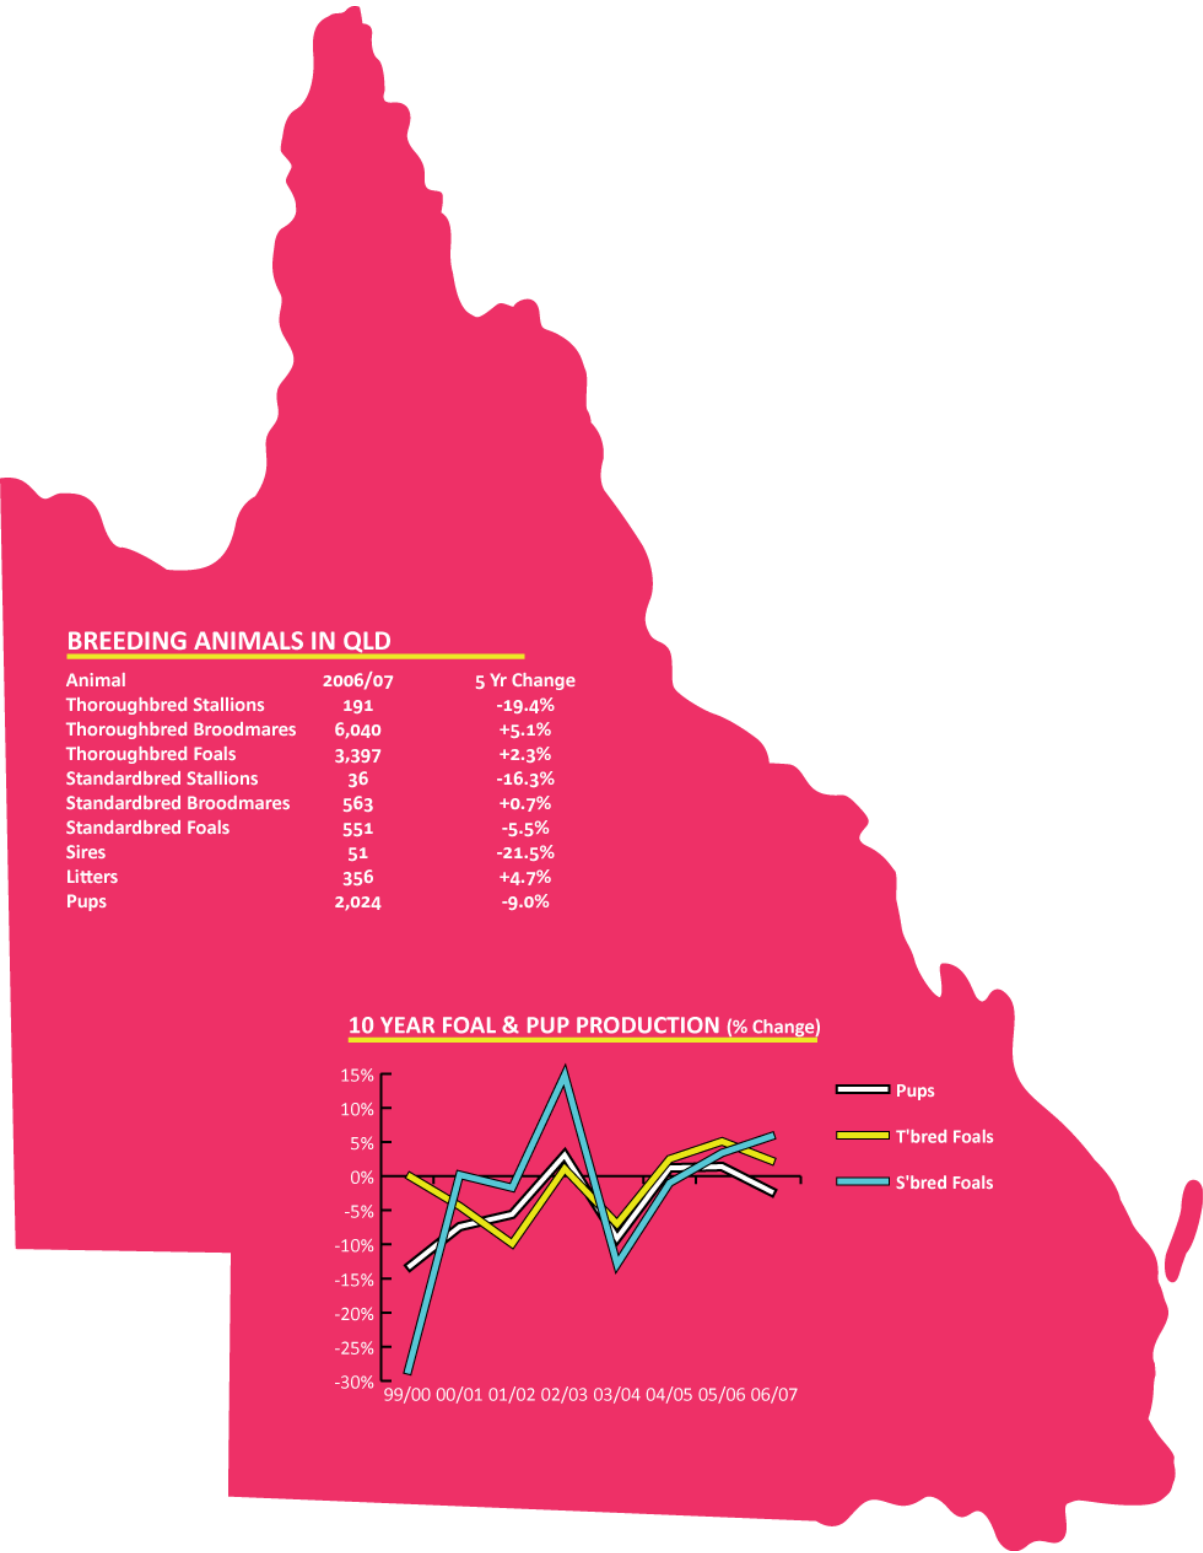 BREEDING ANIMALS IN QLD
Animal 2006/07 5 Yr Change
Thoroughbred Stallions 191 -19.4%
Thoroughbred Broodmares 6,040 +5.1%
Thoroughbred Foals 3,397 +2.3%
Standardbred Stallions 36 -16.3%
Standardbred Broodmares 563 +0.7%
Standardbred Foals 551 -5.5%
Sires 51 -21.5%
Litters 356 +4.7%
Pups 2,024 -9.0%
10 YEAR FOAL & PUP PRODUCTION (% Change)
15%
10%
5%
0%
-5%
-10%
-15%
-20%
-25%
-30%
99/00 00/01 01/02 02/03 03/04 04/05 05/06 06/07
Pups
T'bred Foals
S'bred Foals